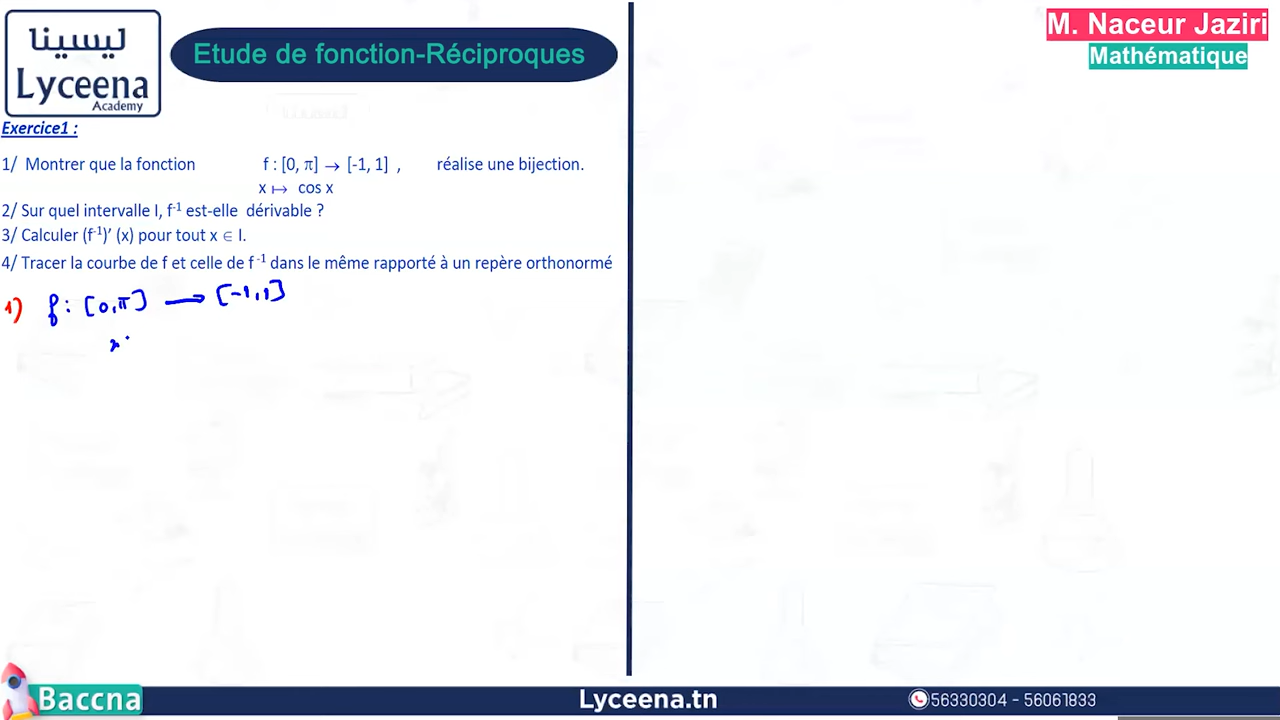 ليسينا
Lyceena
Academy
Etude de fonction-Réciproques
M. Naceur Jaziri
Mathématique
Exercice1 :
1/ Montrer que la fonction f : [0, π] → [-1, 1] , réalise une bijection.
x ↦ cos x
2/ Sur quel intervalle I, f⁻¹ est-elle dérivable ?
3/ Calculer (f⁻¹)’ (x) pour tout x ∈ I.
4/ Tracer la courbe de f et celle de f ⁻¹ dans le même rapporté à un repère orthonormé
1) f : [0,π] → [-1,1]
x
Baccna
Lyceena.tn
56330304 - 56061833